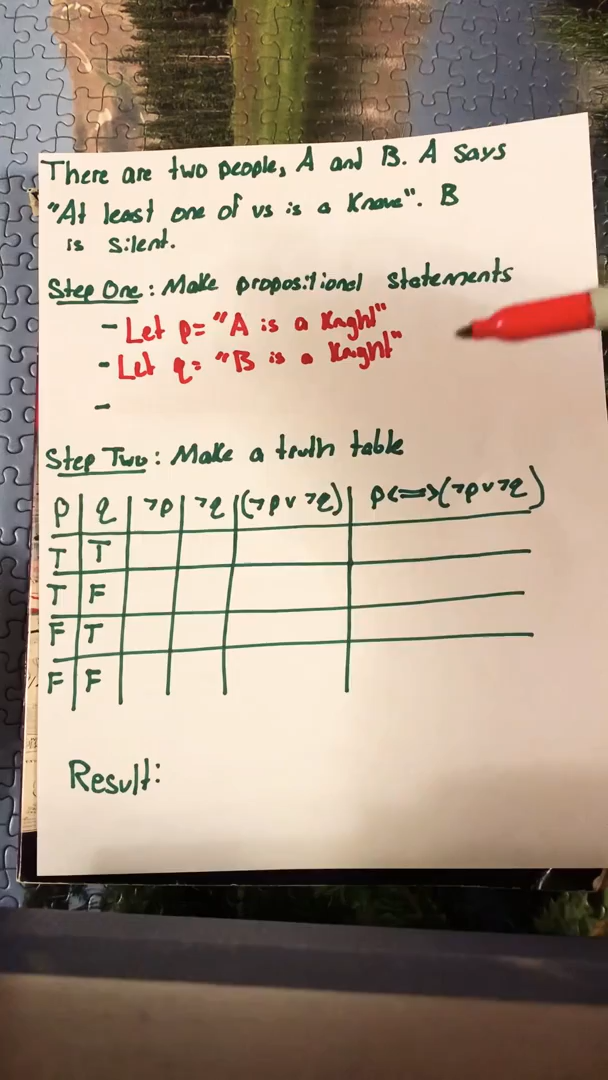 There are two people, A and B. A says
"At least one of us is a Knave". B
is silent.
Step One: Make propositional statements
- Let p= "A is a Knght"
- Let q= "B is a Knight"
-
Step Two: Make a truth table
p q ¬p ¬q (¬p v ¬q) p<=>(¬p v ¬q)
T T
T F
F T
F F
Result: